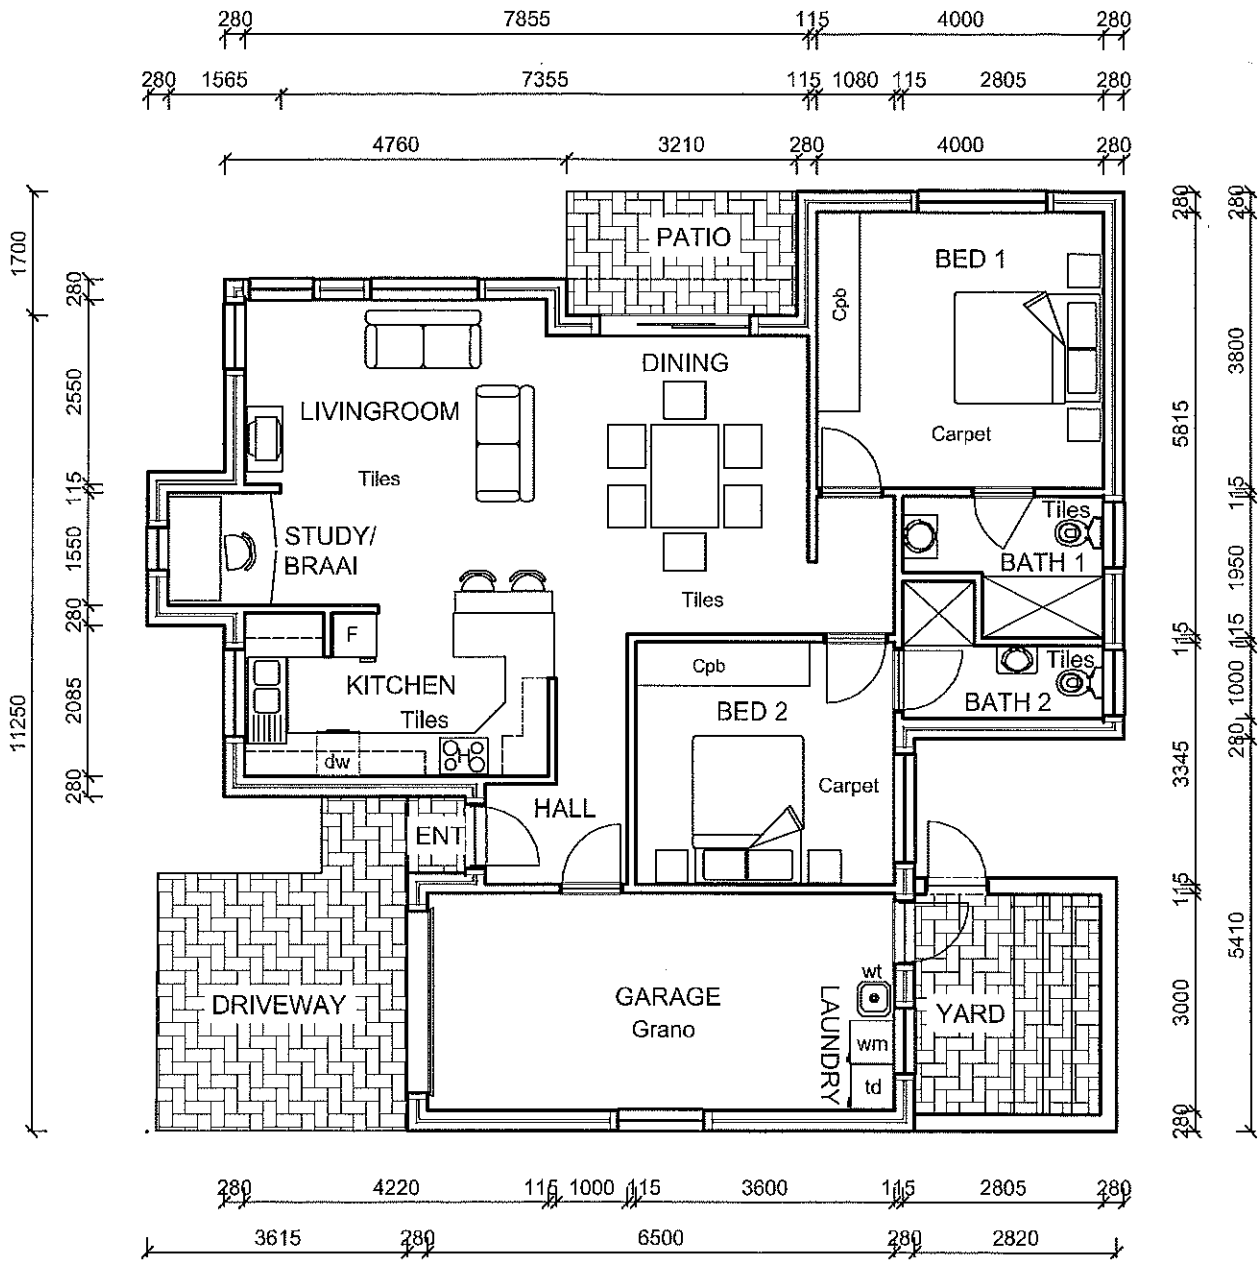 280 7855 115 4000 280
280 1565 7355 115 1080 115 2805 280
4760 3210 280 4000 280
1700
11250
280
2550
115
1550
280
2085
280
280
5815
115
3345
115
3000
280
280
3800
115
1950
115
1000
280
5410
PATIO
BED 1
Cpb
Carpet
DINING
LIVINGROOM
Tiles
STUDY/
BRAAI
Tiles
Tiles
BATH 1
F
KITCHEN
Tiles
dw
Cpb
BED 2
Carpet
Tiles
BATH 2
HALL
ENT
DRIVEWAY
GARAGE
Grano
LAUNDRY
wt
wm
td
YARD
280 4220 115 1000 115 3600 115 2805 280
3615 280 6500 280 2820